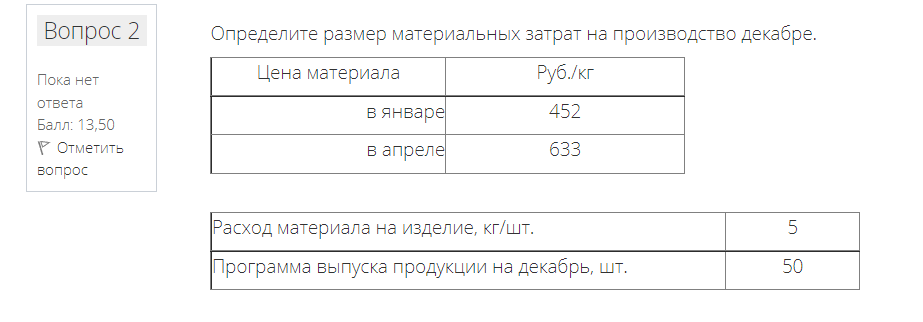 Вопрос 2
Пока нет
ответа
Балл: 13,50
Отметить
вопрос
Определите размер материальных затрат на производство декабре.
Цена материала Руб./кг
в январе 452
в апреле 633
Расход материала на изделие, кг/шт. 5
Программа выпуска продукции на декабрь, шт. 50